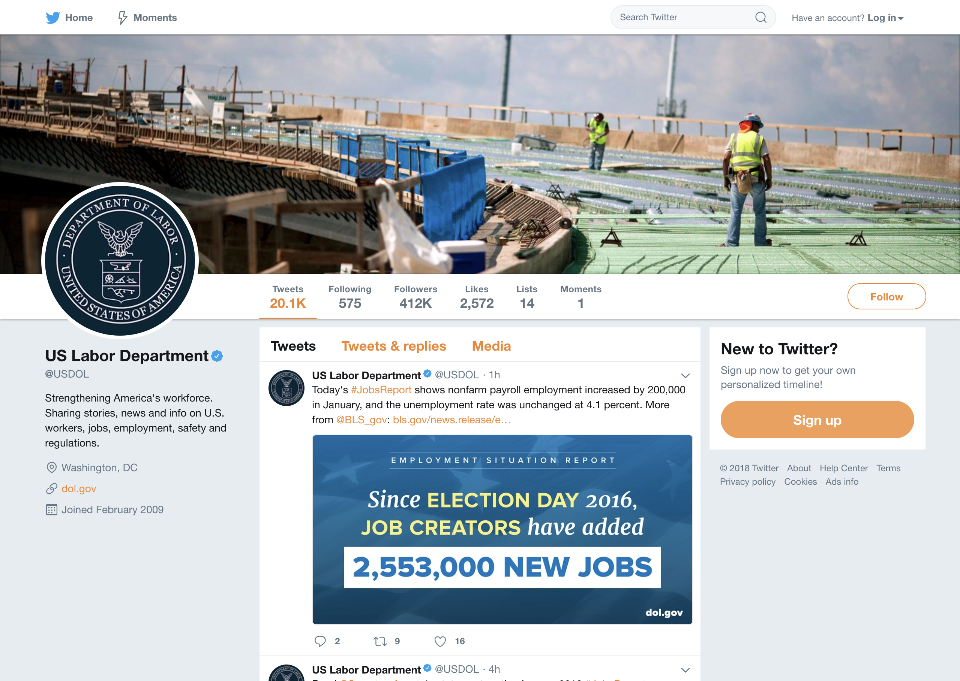 Home
Moments
Search Twitter
Have an account? Log in
DEPARTMENT OF LABOR
UNITED STATES OF AMERICA
Tweets
20.1K
Following
575
Followers
412K
Likes
2,572
Lists
14
Moments
1
Follow
US Labor Department
@USDOL
Strengthening America's workforce.
Sharing stories, news and info on U.S.
workers, jobs, employment, safety and
regulations.
Washington, DC
dol.gov
Joined February 2009
Tweets
Tweets & replies
Media
US Labor Department @USDOL · 1h
Today's #JobsReport shows nonfarm payroll employment increased by 200,000
in January, and the unemployment rate was unchanged at 4.1 percent. More
from @BLS_gov: bls.gov/news.release/e…
EMPLOYMENT SITUATION REPORT
Since ELECTION DAY 2016,
JOB CREATORS have added
2,553,000 NEW JOBS
dol.gov
2
9
16
US Labor Department @USDOL · 4h
New to Twitter?
Sign up now to get your own
personalized timeline!
Sign up
© 2018 Twitter About Help Center Terms
Privacy policy Cookies Ads info